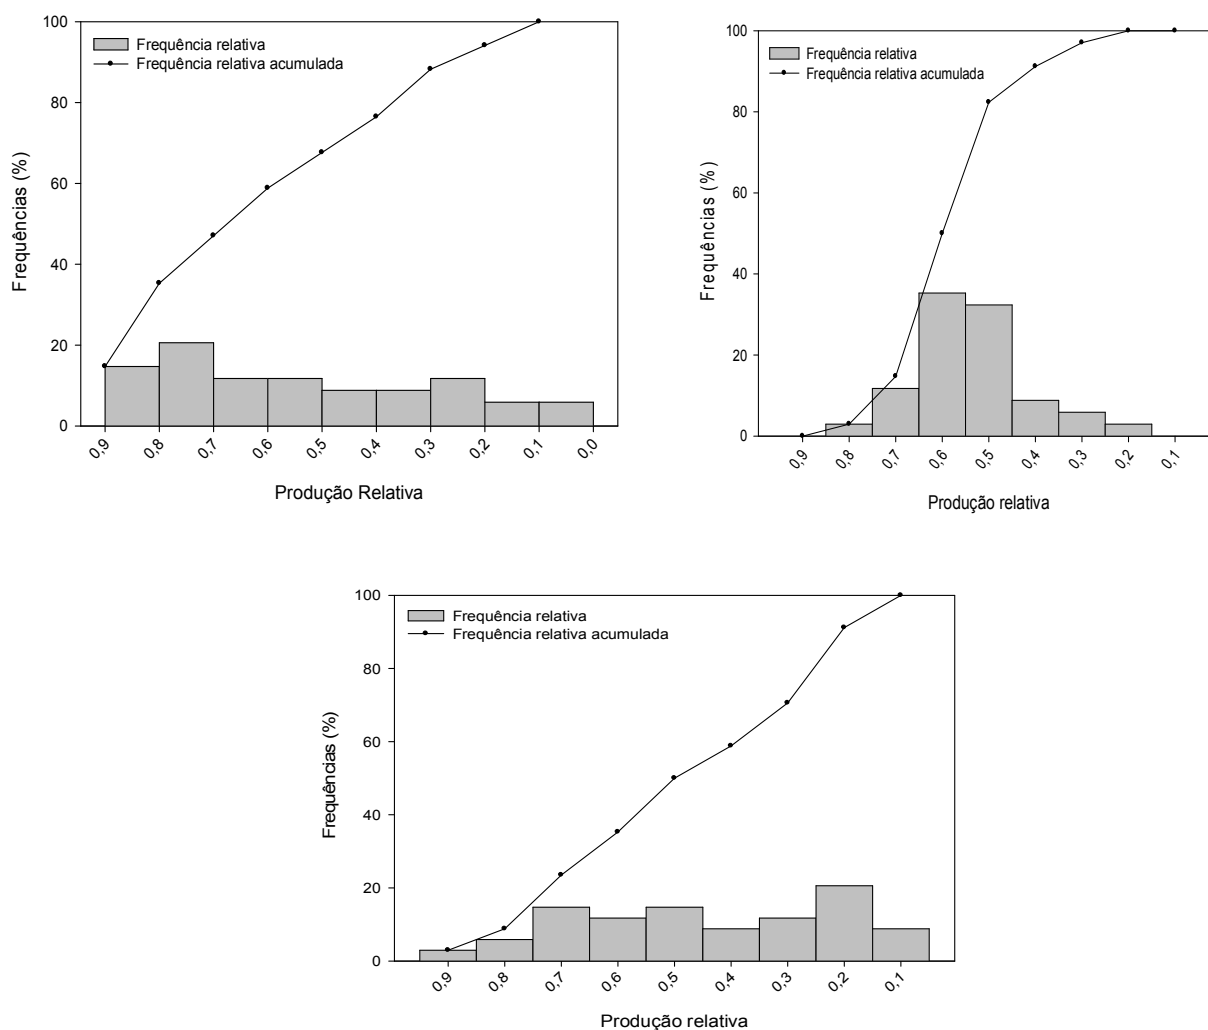 100
80
60
40
20
0
Frequências (%)
Frequência relativa
Frequência relativa acumulada
0,9 0,8 0,7 0,6 0,5 0,4 0,3 0,2 0,1 0,0
Produção Relativa
100
80
60
40
20
0
Frequências (%)
Frequência relativa
Frequência relativa acumulada
0,9 0,8 0,7 0,6 0,5 0,4 0,3 0,2 0,1
Produção relativa
100
80
60
40
20
0
Frequências (%)
Frequência relativa
Frequência relativa acumulada
0,9 0,8 0,7 0,6 0,5 0,4 0,3 0,2 0,1
Produção relativa